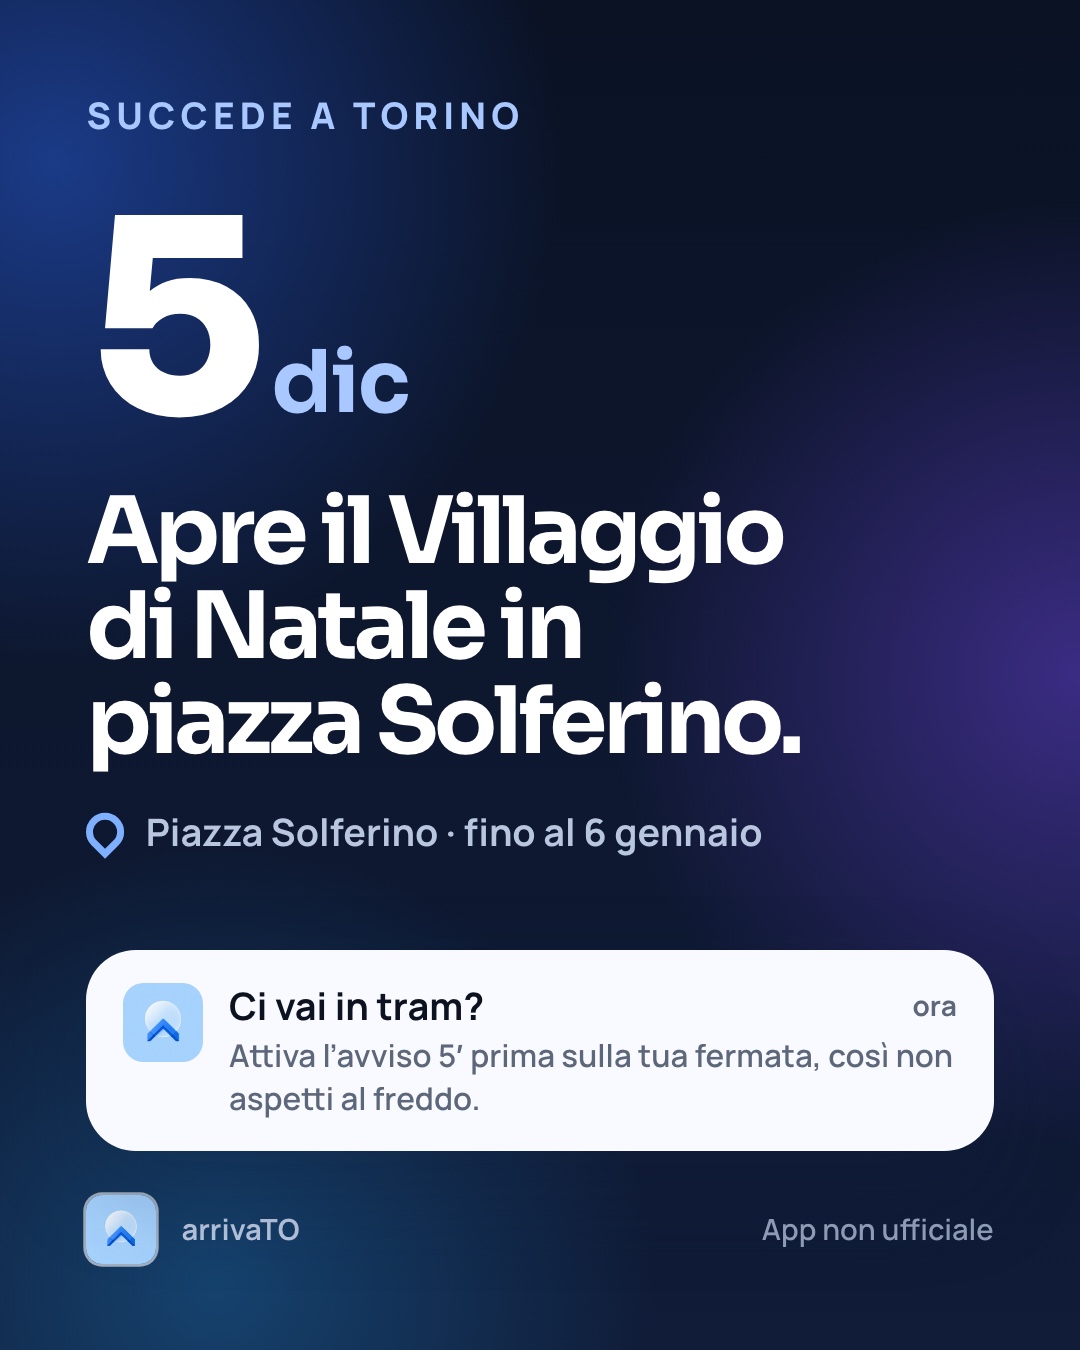 SUCCEDE A TORINO
5 dic
Apre il Villaggio
di Natale in
piazza Solferino.
Piazza Solferino · fino al 6 gennaio
Ci vai in tram?
ora
Attiva l’avviso 5′ prima sulla tua fermata, così non
aspetti al freddo.
arrivaTO
App non ufficiale